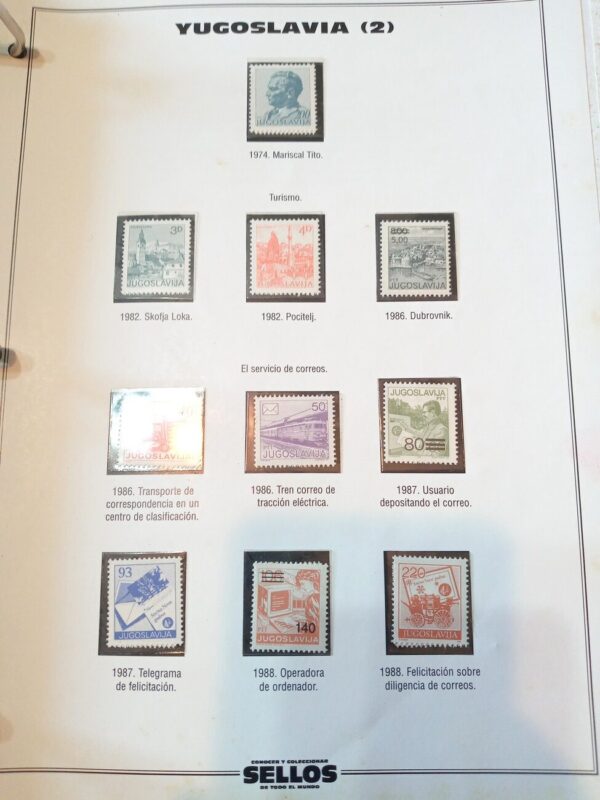 YUGOSLAVIA (2)
JUGOSLAVIJA
1974. Mariscal Tito.
Turismo.
3D
JUGOSLAVIJA
1982. Skofja Loka.
4D
JUGOSLAVIJA
1982. Pocitelj.
8.00
5.00
JUGOSLAVIJA
1986. Dubrovnik.
El servicio de correos.
1986. Transporte de
correspondencia en un
centro de clasificación.
50
JUGOSLAVIJA
1986. Tren correo de
tracción eléctrica.
JUGOSLAVIJA PTT
80
1987. Usuario
depositando el correo.
93
JUGOSLAVIJA
1987. Telegrama
de felicitación.
100
140
JUGOSLAVIJA
1988. Operadora
de ordenador.
220
JUGOSLAVIJA
1988. Felicitación sobre
diligencia de correos.
CONOCER Y COLECCIONAR
SELLOS
DE TODO EL MUNDO